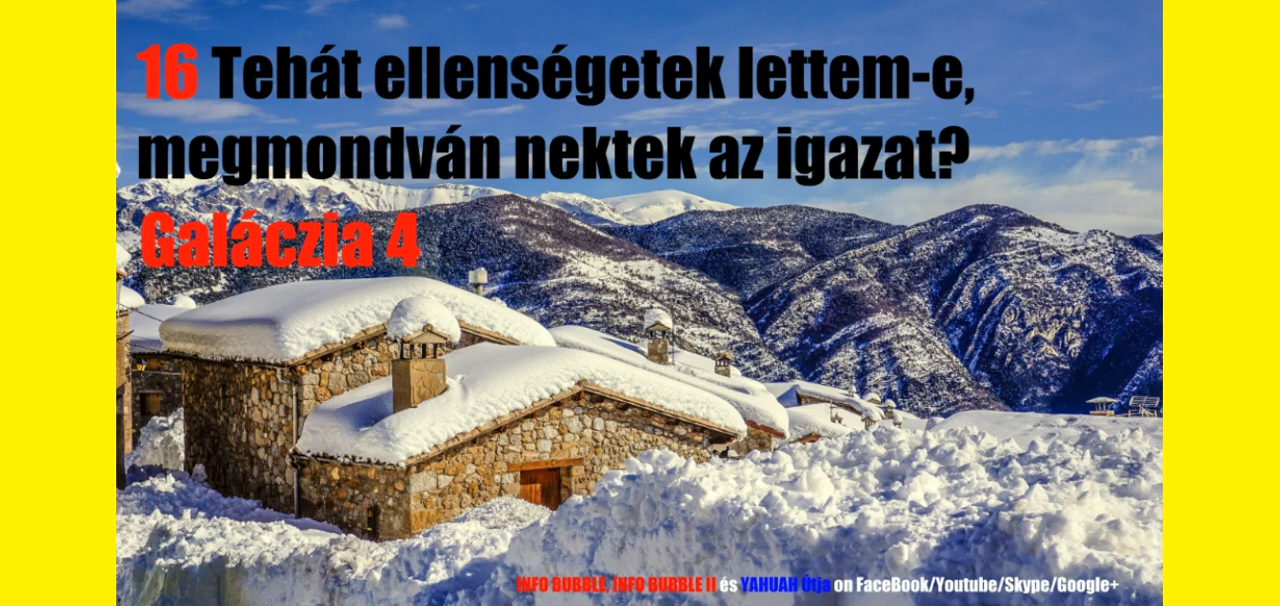 16 Tehát ellenségetek lettem-e,
megmondván nektek az igazat?
Galáczia 4
INFO BUBBLE, INFO BUBBLE II és YAHUAH Útja on FaceBook/Youtube/Skype/Google+